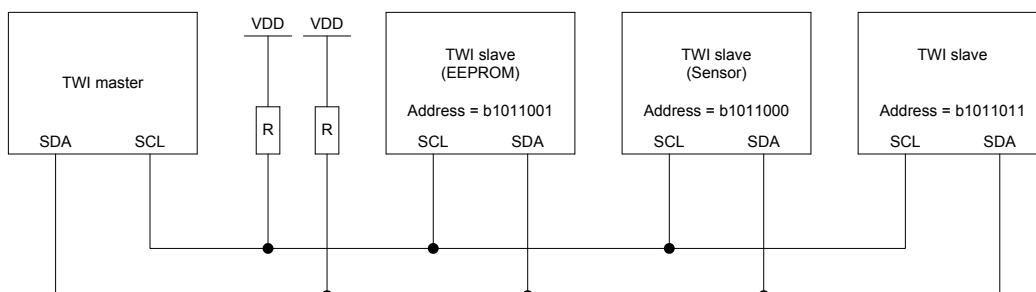 TWI master
SDA SCL
VDD VDD
R R
TWI slave
(EEPROM)
Address = b1011001
SCL SDA
TWI slave
(Sensor)
Address = b1011000
SCL SDA
TWI slave
Address = b1011011
SCL SDA